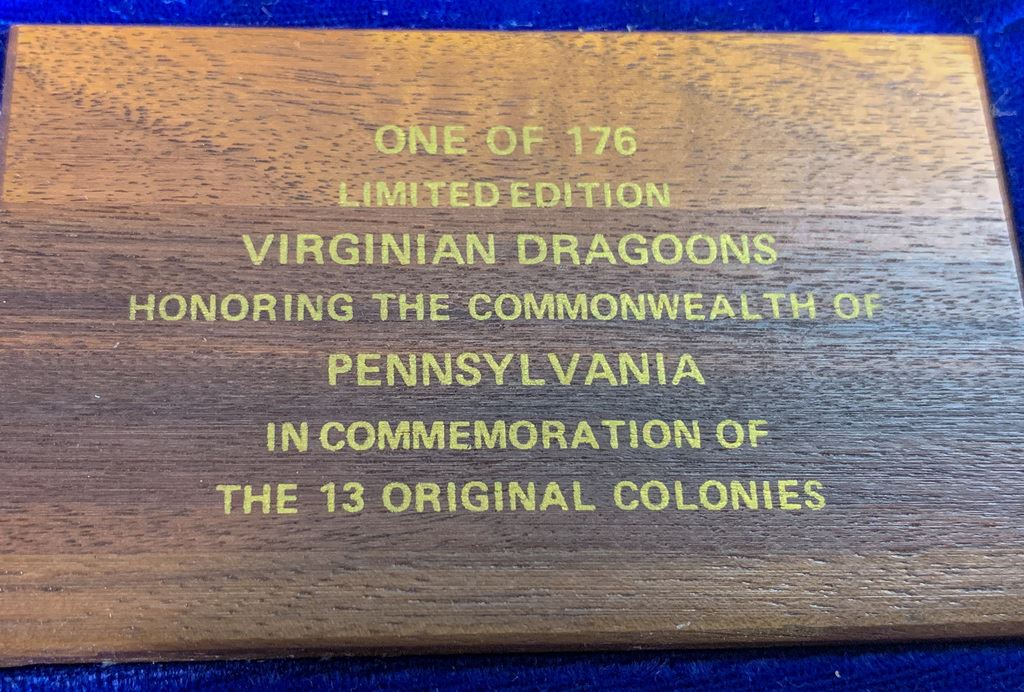 ONE OF 176
LIMITED EDITION
VIRGINIAN DRAGOONS
HONORING THE COMMONWEALTH OF
PENNSYLVANIA
IN COMMEMORATION OF
THE 13 ORIGINAL COLONIES